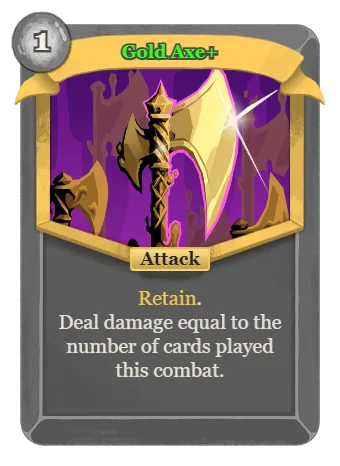 1
Gold Axe+
Attack
Retain.
Deal damage equal to the
number of cards played
this combat.